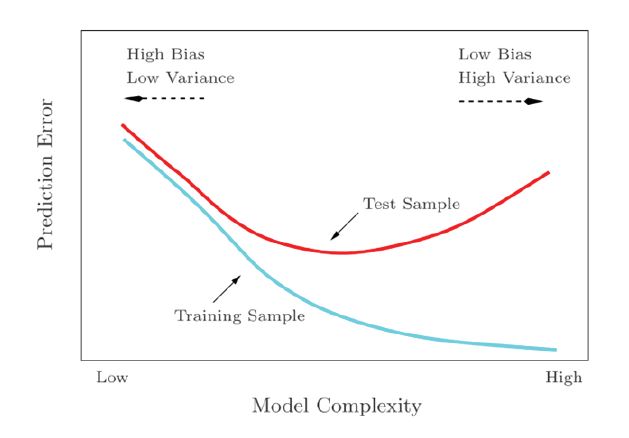 High Bias
Low Variance
Low Bias
High Variance
Prediction Error
Test Sample
Training Sample
Low
High
Model Complexity